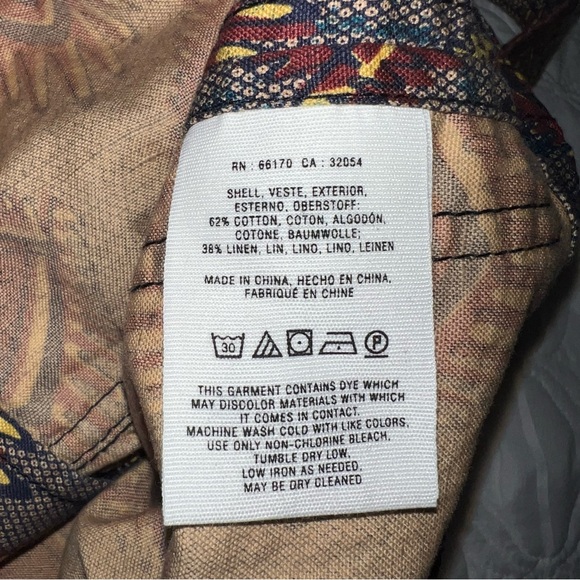 RN : 66170 CA : 32054
SHELL, VESTE, EXTERIOR,
ESTERNO, OBERSTOFF:
62% COTTON, COTON, ALGODÓN,
COTONE, BAUMWOLLE;
38% LINEN, LIN, LINO, LINO, LEINEN
MADE IN CHINA, HECHO EN CHINA,
FABRIQUÉ EN CHINE
30 P
THIS GARMENT CONTAINS DYE WHICH
MAY DISCOLOR MATERIALS WITH WHICH
IT COMES IN CONTACT.
MACHINE WASH COLD WITH LIKE COLORS,
USE ONLY NON-CHLORINE BLEACH,
TUMBLE DRY LOW,
LOW IRON AS NEEDED,
MAY BE DRY CLEANED